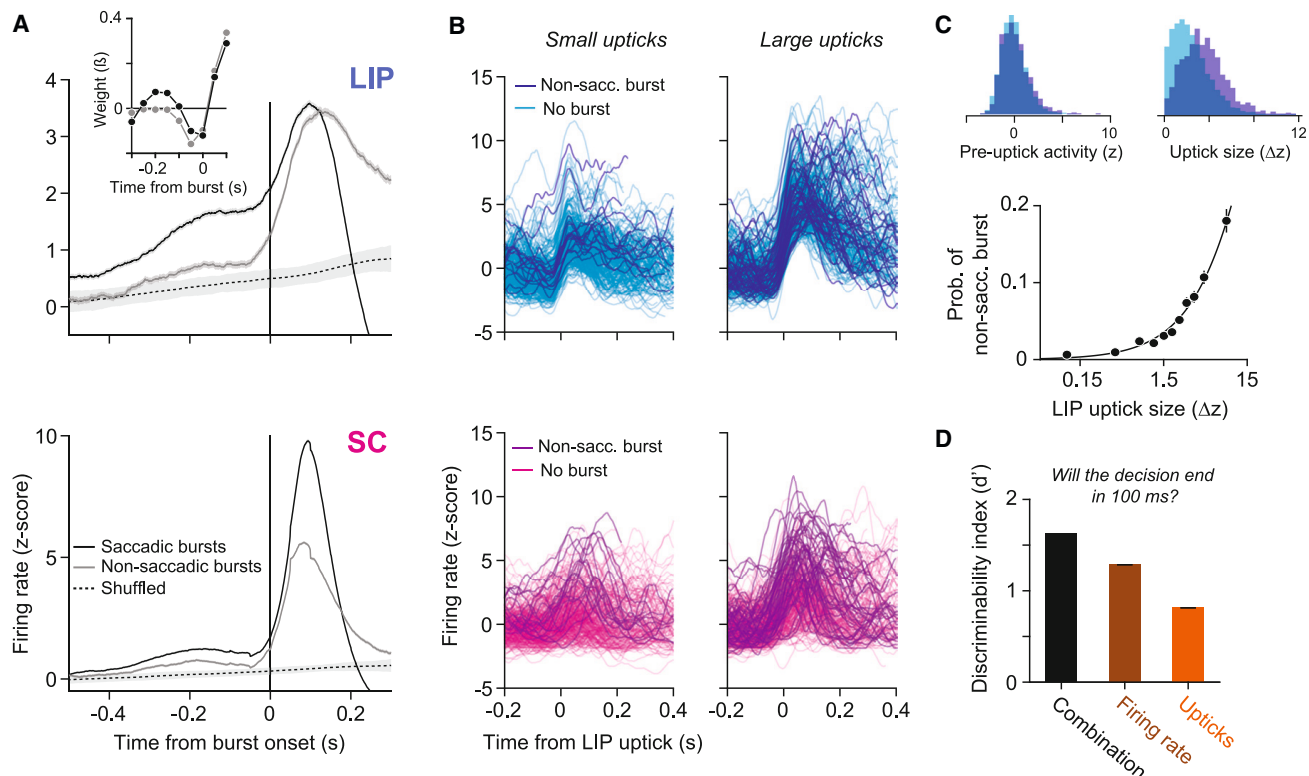 A
0.4
0
Weight (ß)
-0.2
0
Time from burst (s)
LIP
4
3
2
1
0
SC
10
5
0
Firing rate (z-score)
Saccadic bursts
Non-saccadic bursts
Shuffled
-0.4
-0.2
0
0.2
Time from burst onset (s)
B
Small upticks
Large upticks
15
10
5
0
-5
Non-sacc. burst
No burst
15
10
5
0
-5
Firing rate (z-score)
Non-sacc. burst
No burst
-0.2
0
0.2
0.4
-0.2
0
0.2
0.4
Time from LIP uptick (s)
C
0
10
Pre-uptick activity (z)
0
12
Uptick size (Δz)
0.2
0.1
0
Prob. of
non-sacc. burst
0.15
1.5
15
LIP uptick size (Δz)
D
Will the decision end
in 100 ms?
2
1
0
Discriminability index (d')
Combination
Firing rate
Upticks